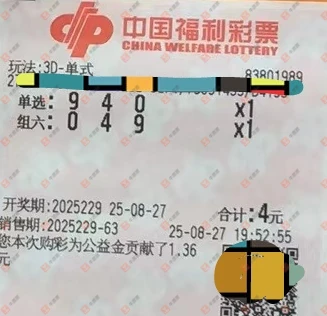 中国福利彩票
CHINA WELFARE LOTTERY
玩法:3D-单式
83801989
单选: 9 4 0 x1
组六: 0 4 9 x1
开奖期:2025229 25-08-27 合计:4元
销售期:2025229-63 25-08-27 19:52:55
您本次购彩为公益金贡献了1.36
元